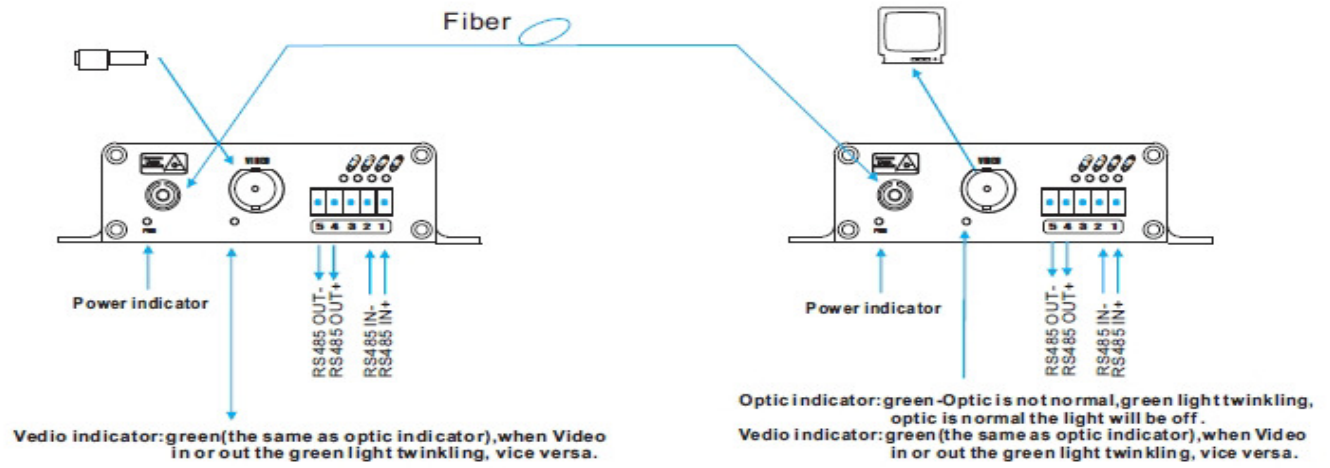 Fiber
VIDEO
VIDEO
5 4 3 2 1
5 4 3 2 1
PWR
Power indicator
RS485 OUT-
RS485 OUT+
RS485 IN-
RS485 IN+
Power indicator
RS485 OUT-
RS485 OUT+
RS485 IN-
RS485 IN+
Vedio indicator:green(the same as optic indicator),when Video
in or out the green light twinkling, vice versa.
Optic indicator:green-Optic is not normal,green light twinkling,
optic is normal the light will be off.
Vedio indicator:green(the same as optic indicator),when Video
in or out the green light twinkling, vice versa.